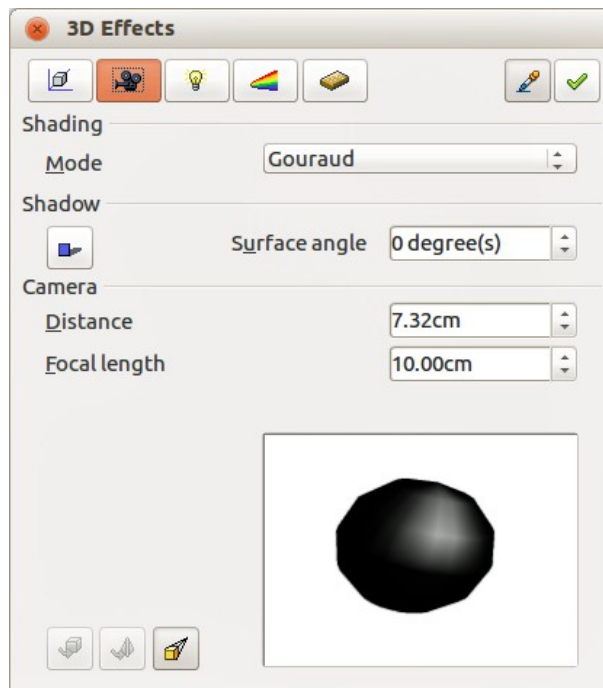 3D Effects
Shading
Mode
Gouraud
Shadow
Surface angle
0 degree(s)
Camera
Distance
7.32cm
Focal length
10.00cm